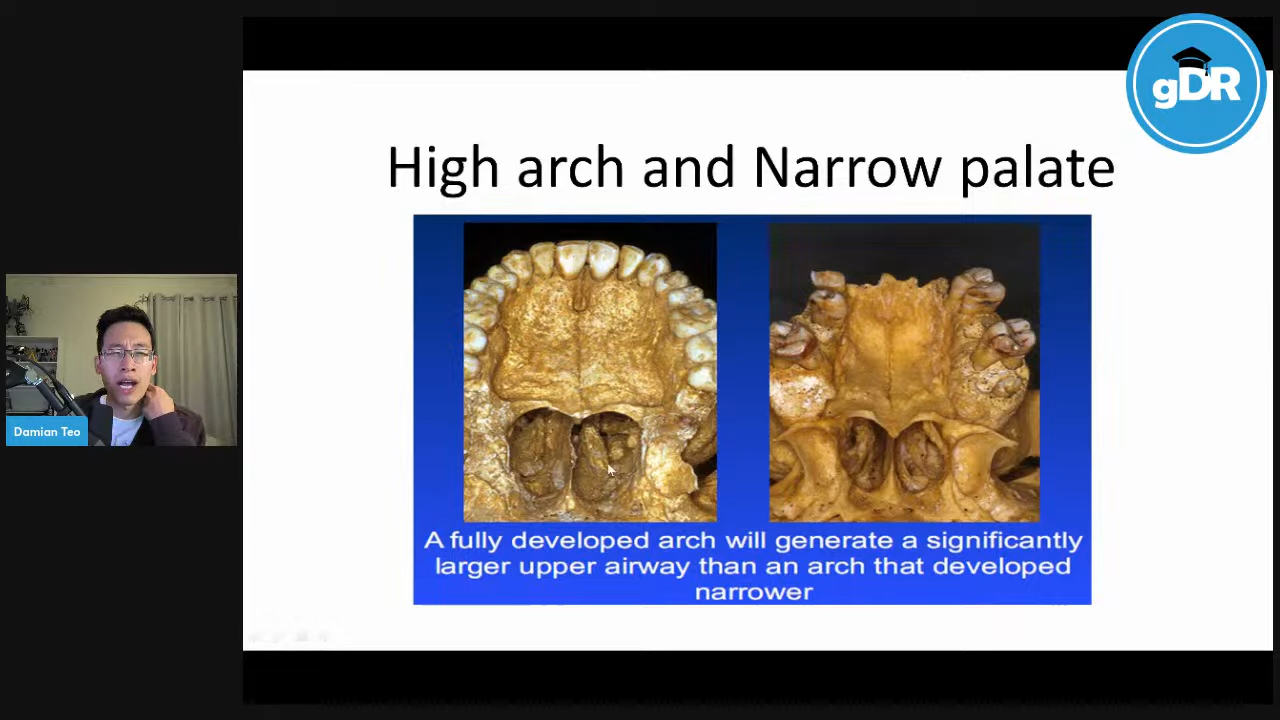 gDR
High arch and Narrow palate
Damian Teo
A fully developed arch will generate a significantly
larger upper airway than an arch that developed
narrower